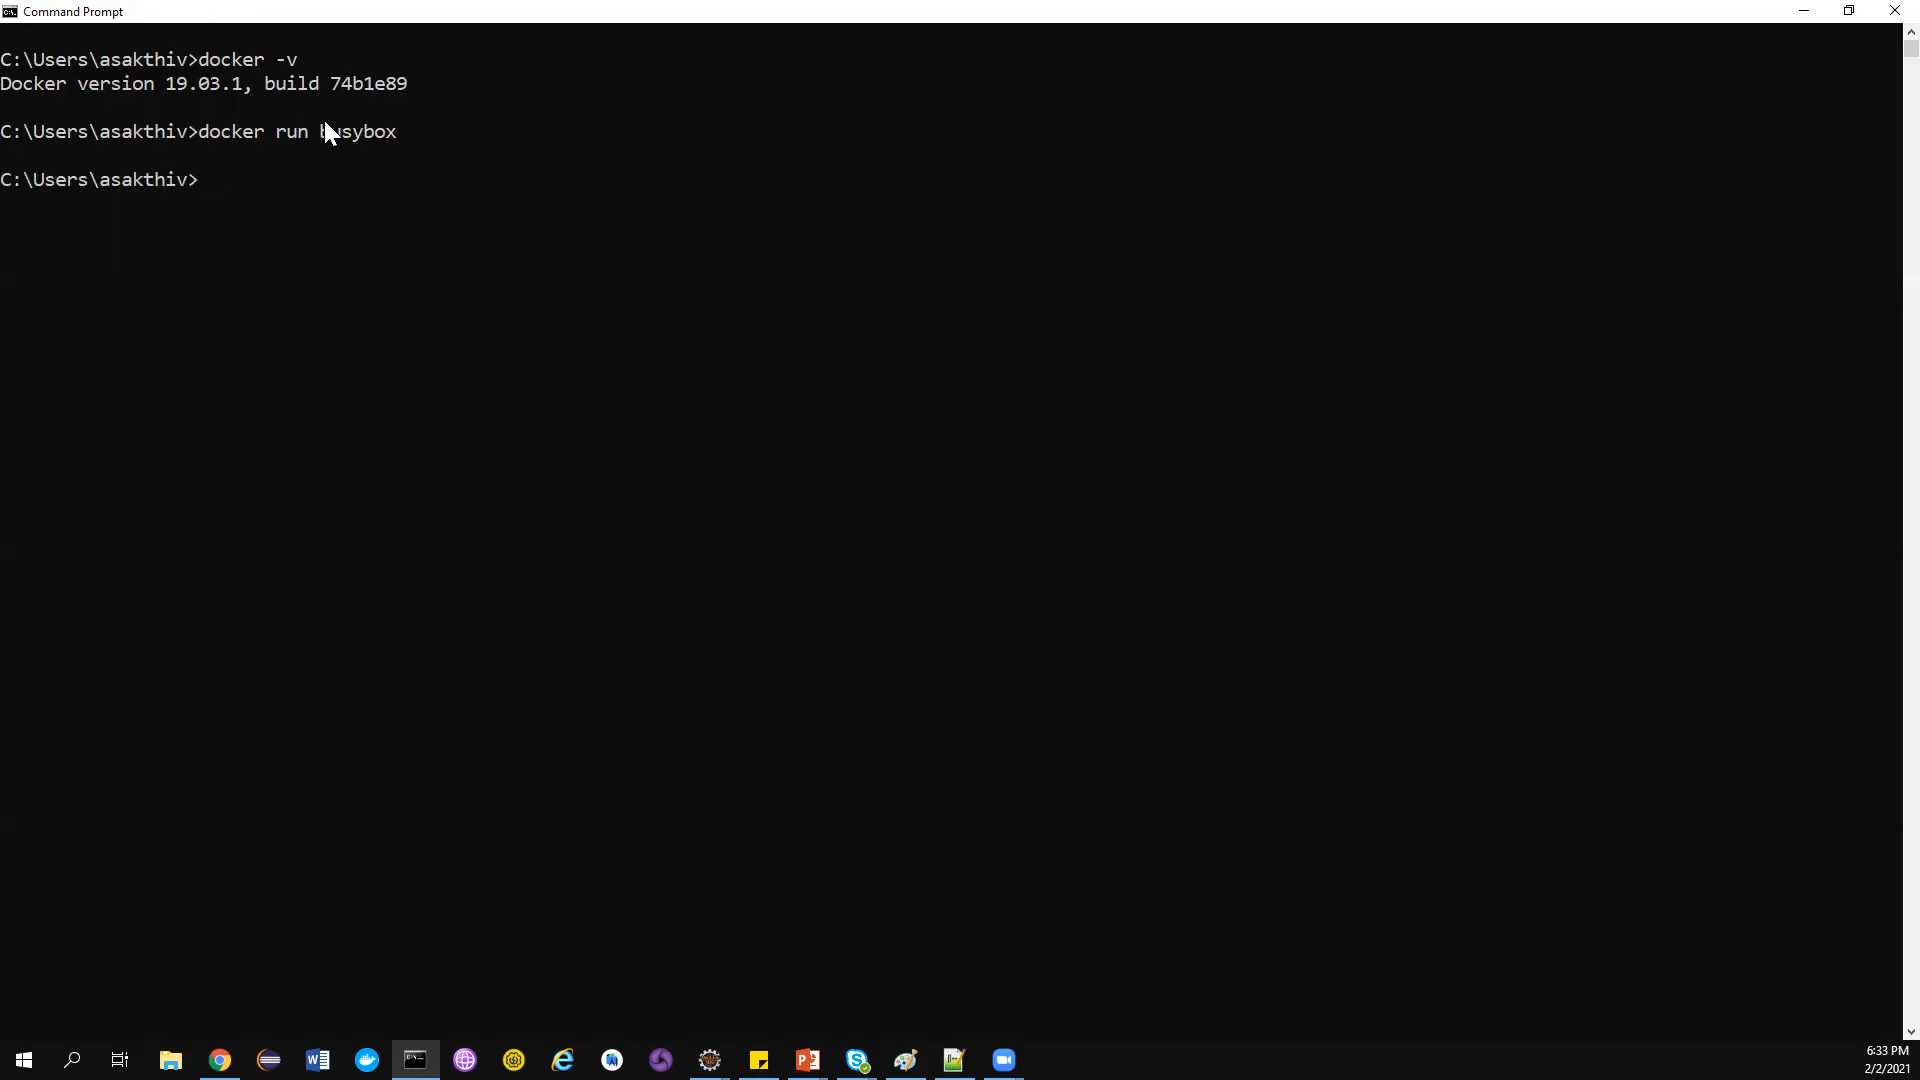 Command Prompt
C:\Users\asakthiv>docker -v
Docker version 19.03.1, build 74b1e89
C:\Users\asakthiv>docker run busybox
C:\Users\asakthiv>
6:33 PM
2/2/2021